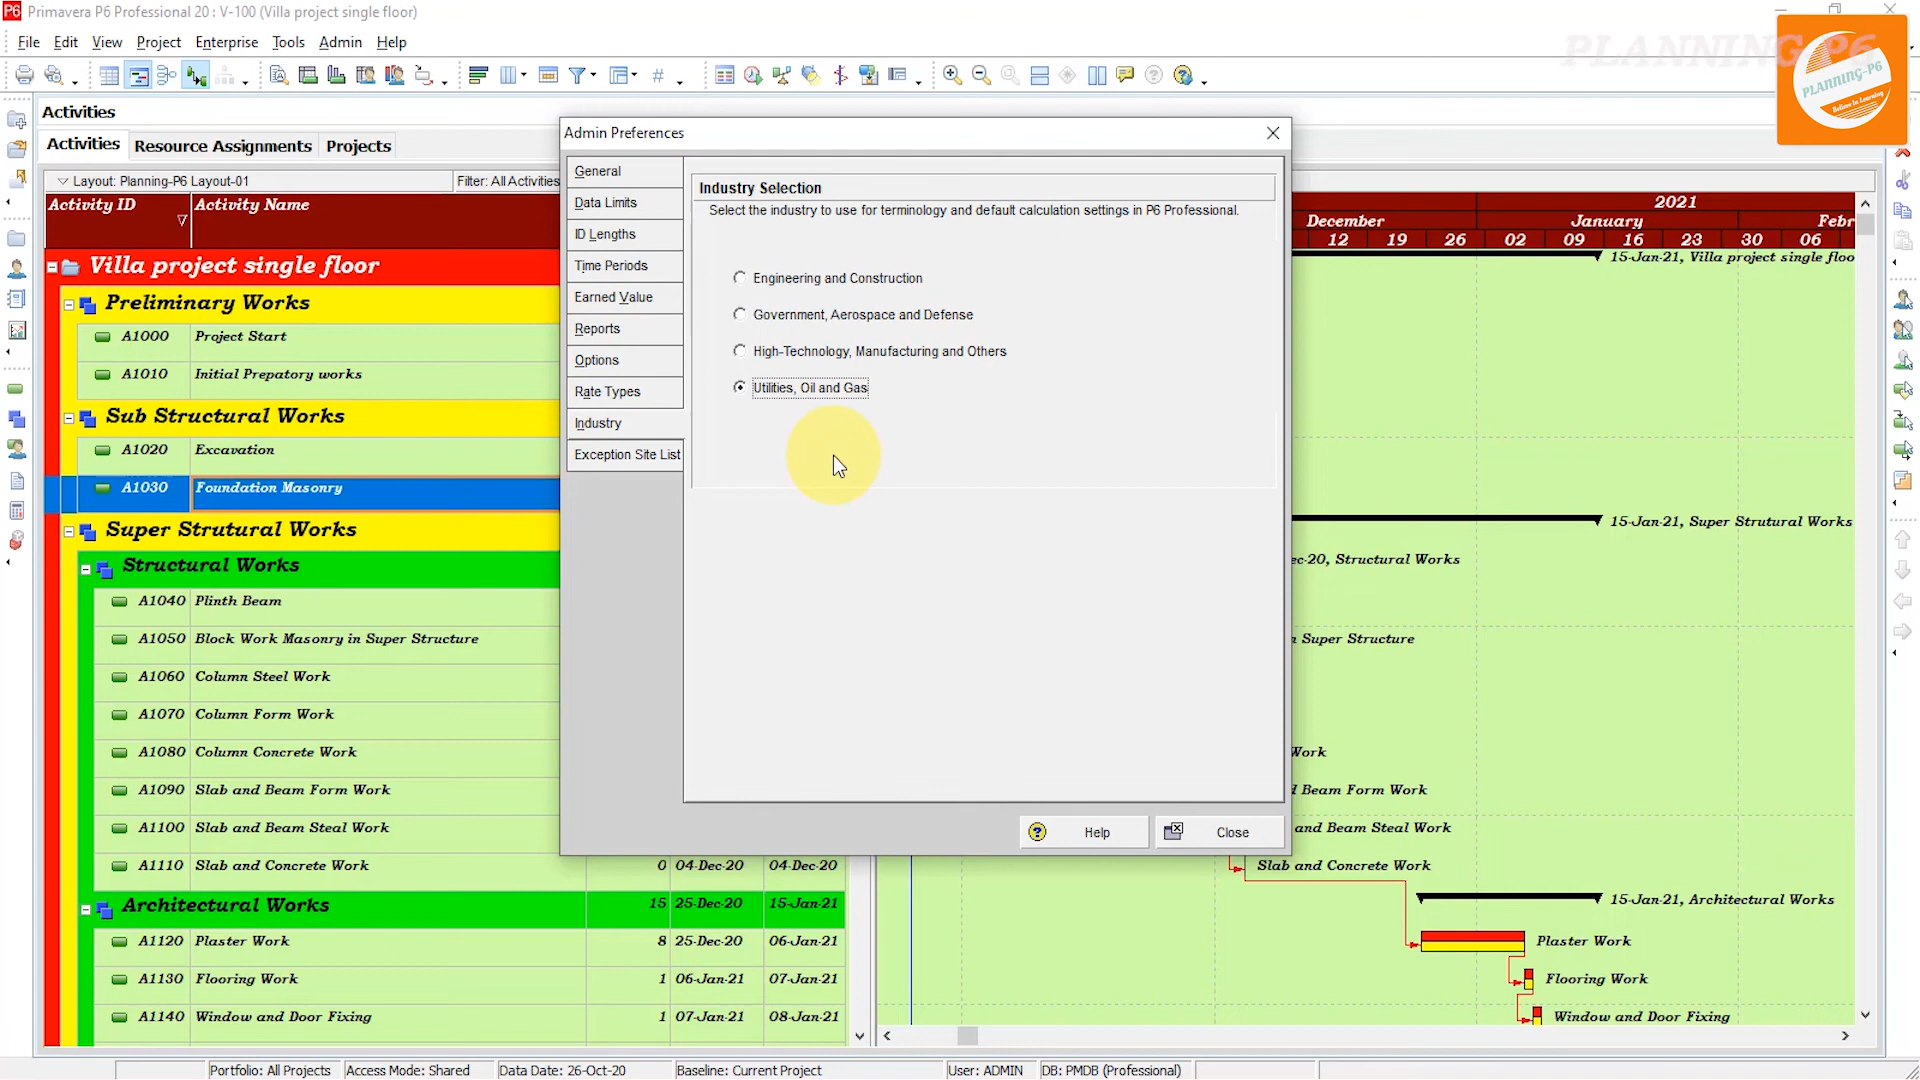 P6 Primavera P6 Professional 20 : V-100 (Villa project single floor)
File Edit View Project Enterprise Tools Admin Help
PLANNING-P6
PLANNING-P6
Believe In Learning
Activities
Activities Resource Assignments Projects
Layout: Planning-P6 Layout-01 Filter: All Activities
Activity ID Activity Name
2021
December January Febr
12 19 26 02 09 16 23 30 06
Villa project single floor
15-Jan-21, Villa project single floo
Preliminary Works
A1000 Project Start
A1010 Initial Prepatory works
Sub Structural Works
A1020 Excavation
A1030 Foundation Masonry
Super Strutural Works
15-Jan-21, Super Strutural Works
Structural Works
ec-20, Structural Works
A1040 Plinth Beam
A1050 Block Work Masonry in Super Structure
Super Structure
A1060 Column Steel Work
A1070 Column Form Work
A1080 Column Concrete Work
Work
A1090 Slab and Beam Form Work
Beam Form Work
A1100 Slab and Beam Steal Work
and Beam Steal Work
A1110 Slab and Concrete Work 0 04-Dec-20 04-Dec-20
Slab and Concrete Work
Architectural Works 15 25-Dec-20 15-Jan-21
15-Jan-21, Architectural Works
A1120 Plaster Work 8 25-Dec-20 06-Jan-21
Plaster Work
A1130 Flooring Work 1 06-Jan-21 07-Jan-21
Flooring Work
A1140 Window and Door Fixing 1 07-Jan-21 08-Jan-21
Window and Door Fixing
Admin Preferences
General
Data Limits
ID Lengths
Time Periods
Earned Value
Reports
Options
Rate Types
Industry
Exception Site List
Industry Selection
Select the industry to use for terminology and default calculation settings in P6 Professional.
Engineering and Construction
Government, Aerospace and Defense
High-Technology, Manufacturing and Others
Utilities, Oil and Gas
Help Close
Portfolio: All Projects Access Mode: Shared Data Date: 26-Oct-20 Baseline: Current Project User: ADMIN DB: PMDB (Professional)